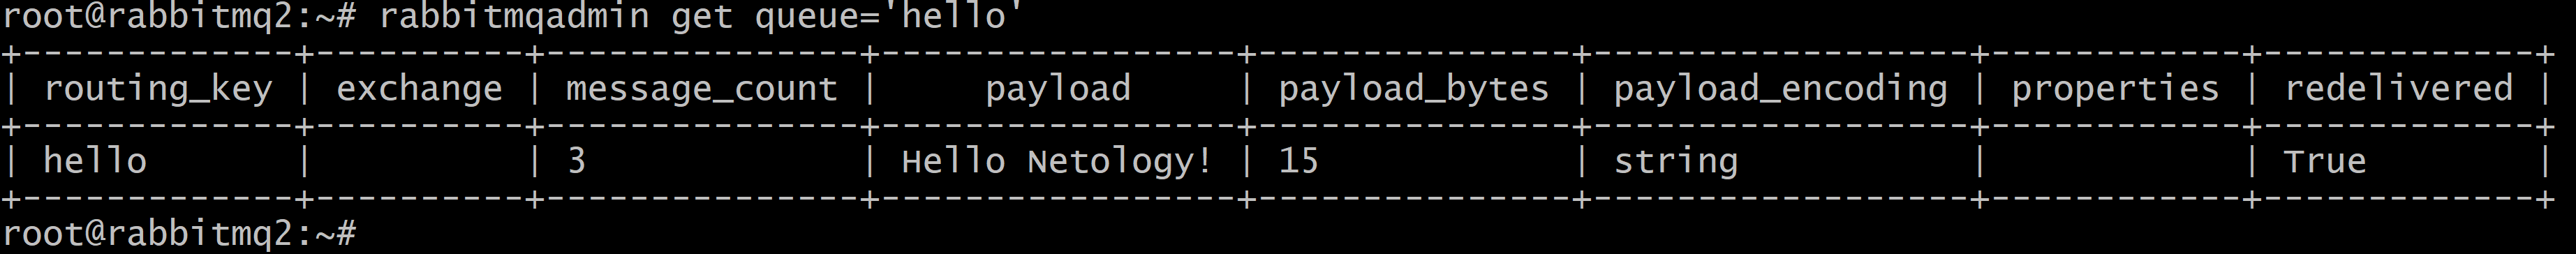 root@rabbitmq2:~# rabbitmqadmin get queue='hello'
+-------------+----------+---------------+-----------------+---------------+------------------+------------+-------------+
| routing_key | exchange | message_count |     payload     | payload_bytes | payload_encoding | properties | redelivered |
+-------------+----------+---------------+-----------------+---------------+------------------+------------+-------------+
| hello       |          | 3             | Hello Netology! | 15            | string           |            | True        |
+-------------+----------+---------------+-----------------+---------------+------------------+------------+-------------+
root@rabbitmq2:~#